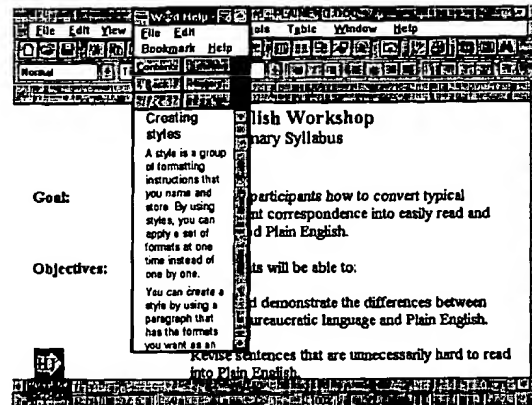 Word Help
File Edit View
File Edit
Table Window Help
Bookmark Help
Normal
Creating
styles
A style is a group
of formatting
instructions that
you name and
store. By using
styles, you can
apply a set of
formats at one
time instead of
one by one.
You can create a
style by using a
paragraph that
has the formats
you want as an
lish Workshop
nary Syllabus
Goal:
participants how to convert typical
nt correspondence into easily read and
d Plain English.
Objectives:
ts will be able to:
d demonstrate the differences between
ureaucratic language and Plain English.
Revise sentences that are unnecessarily hard to read
into Plain English.